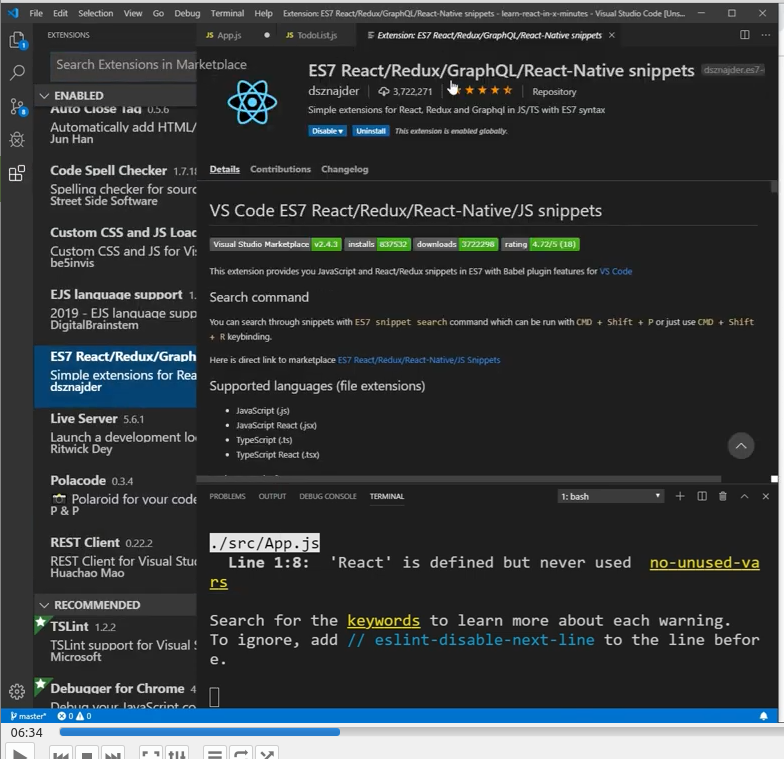 File Edit Selection View Go Debug Terminal Help Extension: ES7 React/Redux/GraphQL/React-Native snippets - learn-react-in-x-minutes - Visual Studio Code [Uns...
EXTENSIONS
JS App.js
JS TodoList.js
Extension: ES7 React/Redux/GraphQL/React-Native snippets
Search Extensions in Marketplace
ENABLED
Auto Close Tag 0.5.6
Automatically add HTML/
Jun Han
Code Spell Checker 1.7.18
Spelling checker for sourc
Street Side Software
Custom CSS and JS Load
Custom CSS and JS for Vi
be5invis
EJS language support 1.
2019 - EJS language supp
DigitalBrainstem
ES7 React/Redux/Graph
Simple extensions for Rea
dsznajder
Live Server 5.6.1
Launch a development lo
Ritwick Dey
Polacode 0.3.4
📸 Polaroid for your code
P & P
REST Client 0.22.2
REST Client for Visual Stu
Huachao Mao
RECOMMENDED
TSLint 1.2.2
TSLint support for Visual S
Microsoft
Debugger for Chrome 4
Debug your JavaScript co
ES7 React/Redux/GraphQL/React-Native snippets dsznajder.es7-
dsznajder 3,722,271 ★★★★ Repository
Simple extensions for React, Redux and Graphql in JS/TS with ES7 syntax
Disable ▾ Uninstall This extension is enabled globally.
Details Contributions Changelog
VS Code ES7 React/Redux/React-Native/JS snippets
Visual Studio Marketplace v2.4.3 installs 837532 downloads 3722298 rating 4.72/5 (18)
This extension provides you JavaScript and React/Redux snippets in ES7 with Babel plugin features for VS Code
Search command
You can search through snippets with ES7 snippet search command which can be run with CMD + Shift + P or just use CMD + Shift
+ R keybinding.
Here is direct link to marketplace ES7 React/Redux/React-Native/JS Snippets
Supported languages (file extensions)
• JavaScript (.js)
• JavaScript React (.jsx)
• TypeScript (.ts)
• TypeScript React (.tsx)
PROBLEMS OUTPUT DEBUG CONSOLE TERMINAL 1: bash
./src/App.js
Line 1:8: 'React' is defined but never used no-unused-va
rs
Search for the keywords to learn more about each warning.
To ignore, add // eslint-disable-next-line to the line befor
e.
master* 0 0
06:34